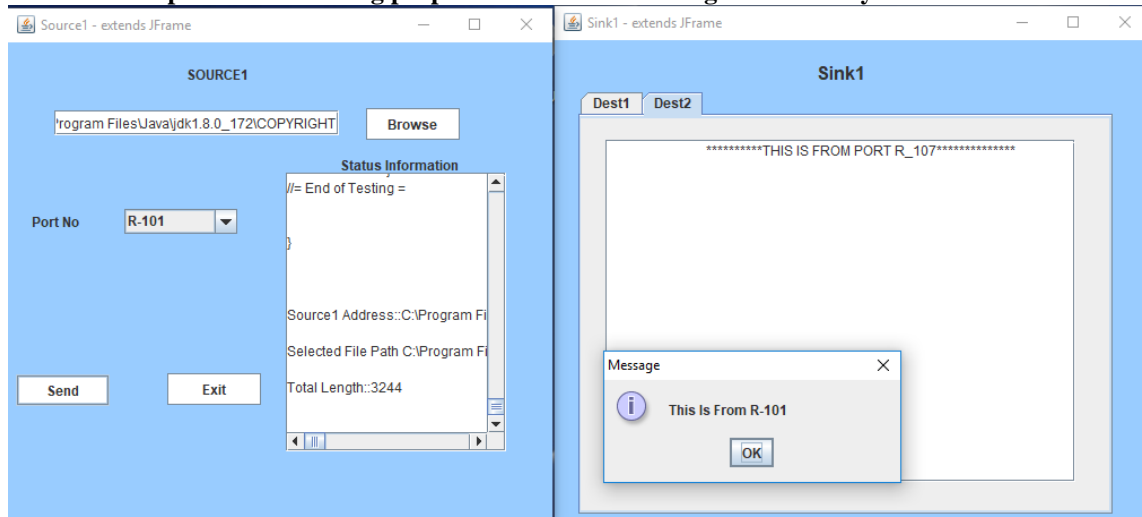 Source1 - extends JFrame
SOURCE1
rogram Files\Java\jdk1.8.0_172\COPYRIGHT
Browse
Status Information
//= End of Testing =
Port No
R-101
}
Source1 Address::C:\Program Fi
Selected File Path C:\Program Fi
Total Length::3244
Send
Exit
Sink1 - extends JFrame
Sink1
Dest1
Dest2
**********THIS IS FROM PORT R_107**************
Message
This Is From R-101
OK